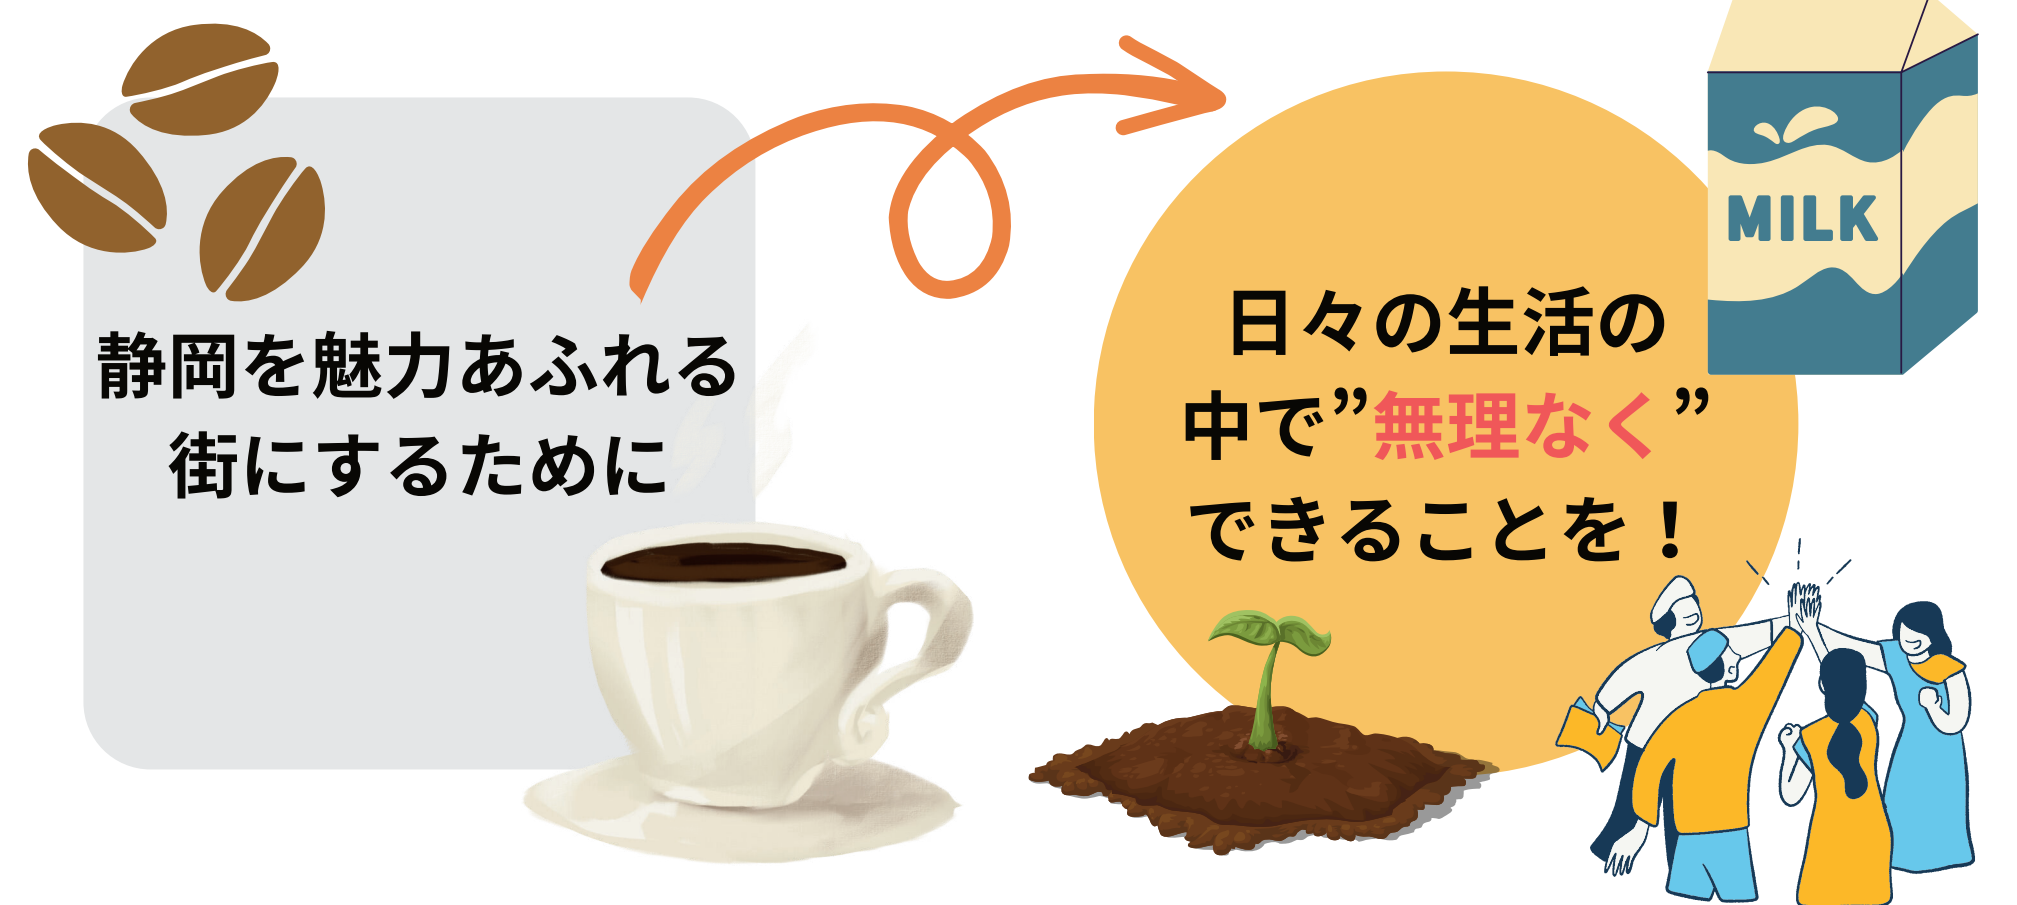 静岡を魅力あふれる
街にするために
日々の生活の
中で”無理なく”
できることを！
MILK